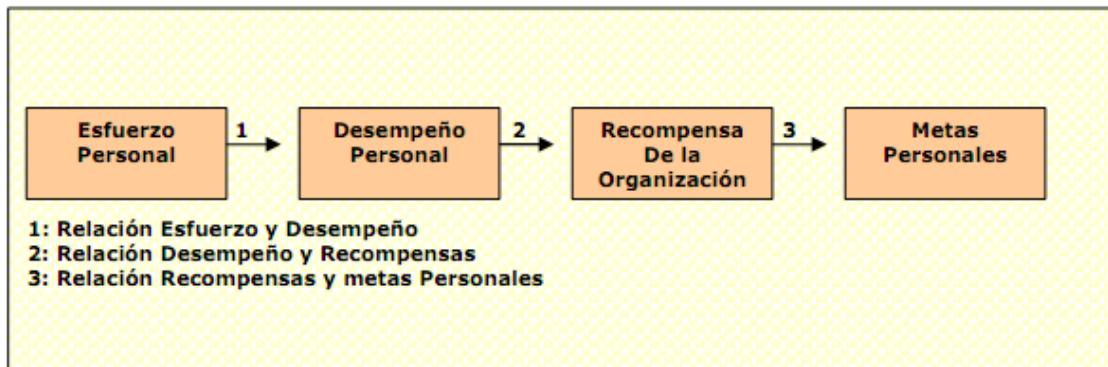 Esfuerzo
Personal
1
Desempeño
Personal
2
Recompensa
De la
Organización
3
Metas
Personales
1: Relación Esfuerzo y Desempeño
2: Relación Desempeño y Recompensas
3: Relación Recompensas y metas Personales